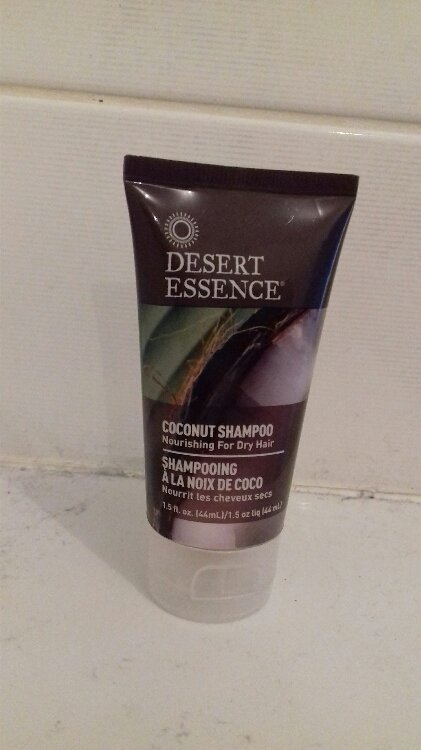 DESERT
ESSENCE®
COCONUT SHAMPOO
Nourishing For Dry Hair
SHAMPOOING
À LA NOIX DE COCO
Nourrit les cheveux secs
1.5 fl. oz. (44mL)/1.5 oz liq (44 mL)